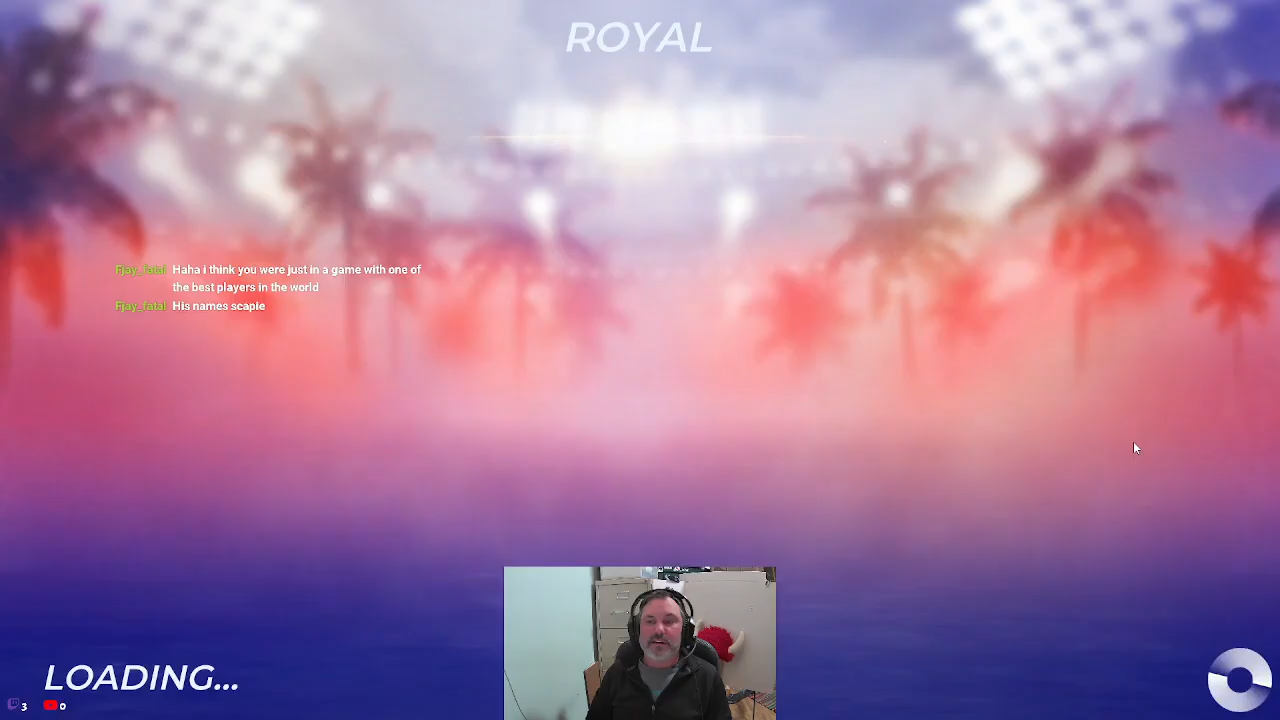 ROYAL
Fjay_fatal Haha i think you were just in a game with one of
the best players in the world
Fjay_fatal His names scapie
LOADING...
3 0